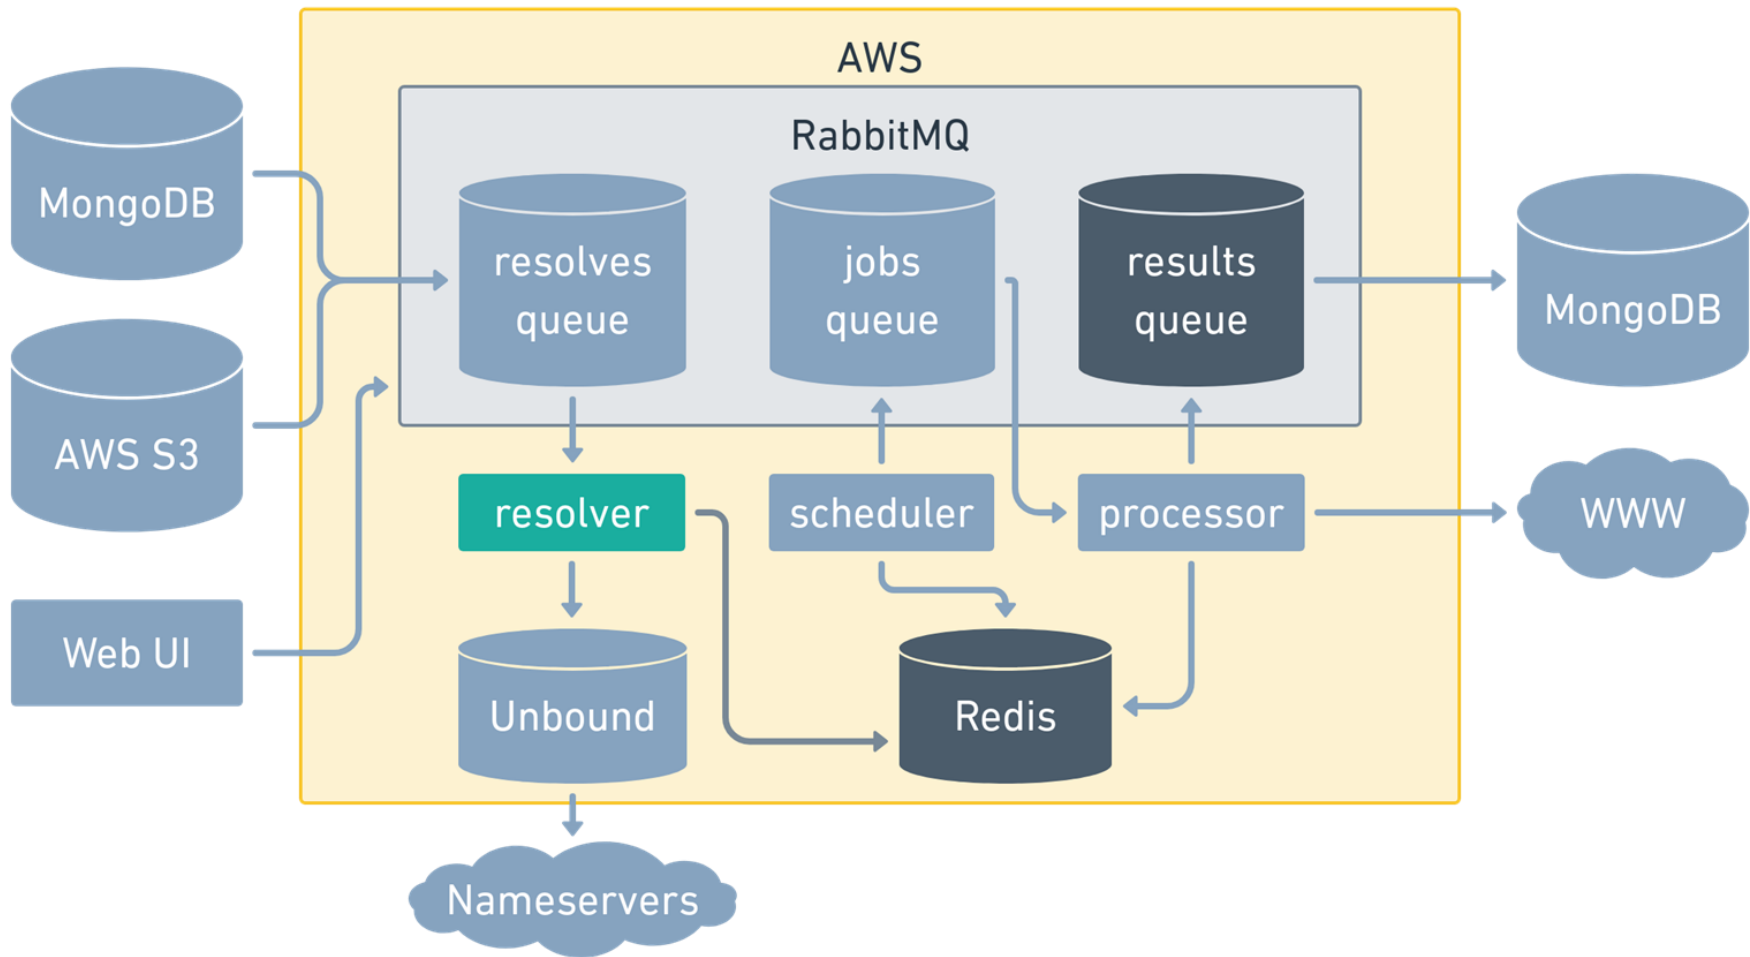 AWS
RabbitMQ
MongoDB
resolves
queue
jobs
queue
results
queue
MongoDB
AWS S3
resolver
scheduler
processor
WWW
Web UI
Unbound
Redis
Nameservers